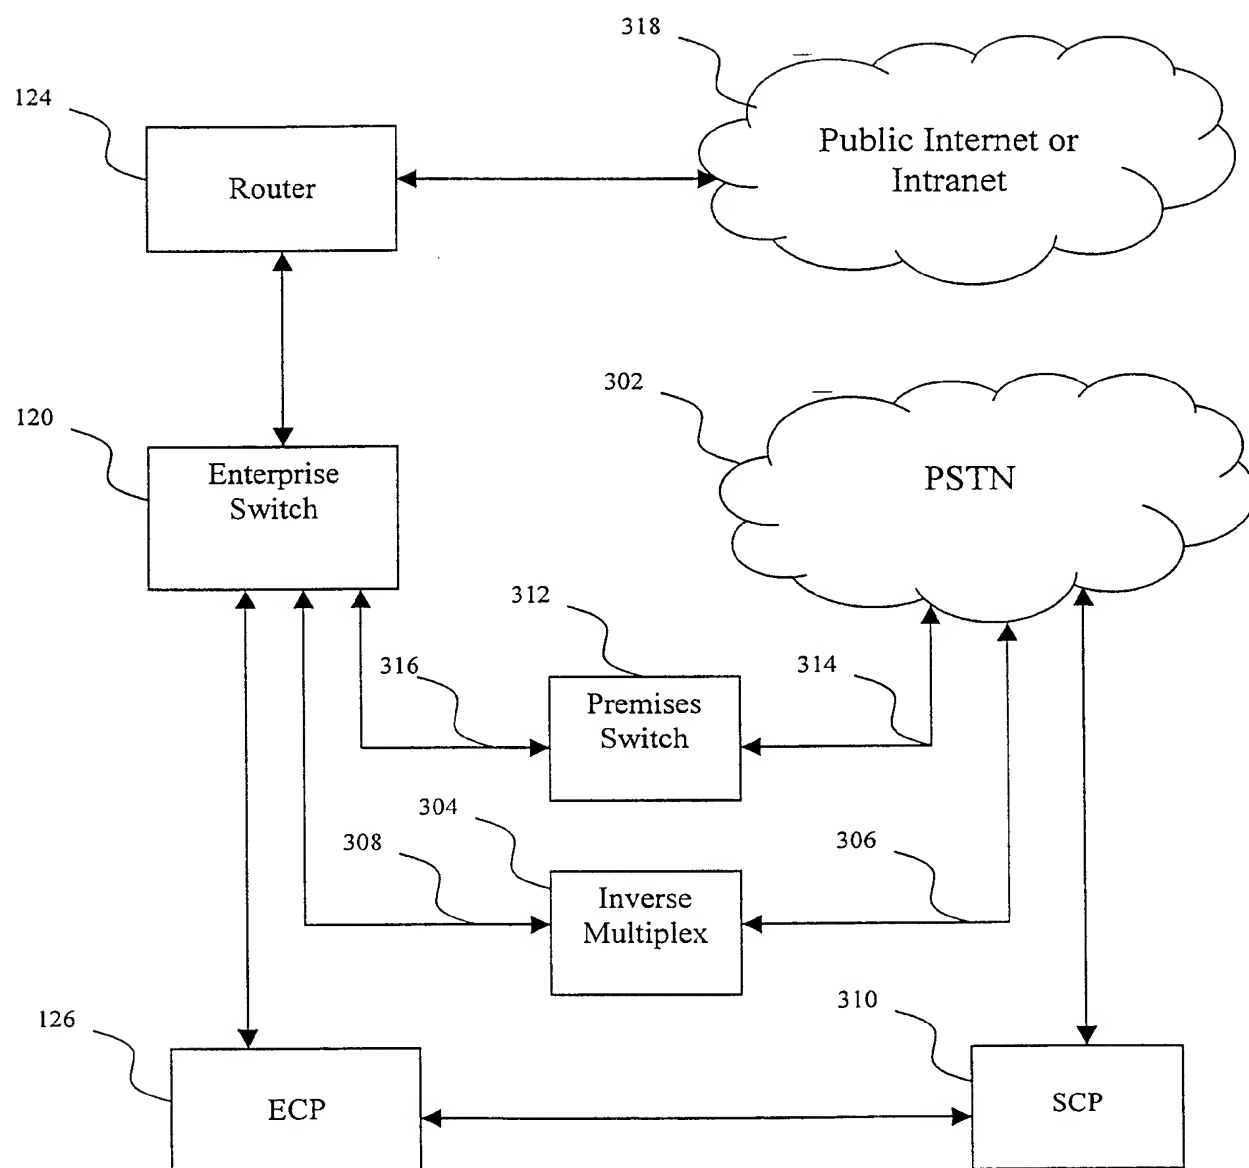 318
124
Public Internet or
Intranet
Router
302
120
Enterprise
Switch
PSTN
312
316
314
Premises
Switch
304
308
306
Inverse
Multiplex
310
126
ECP
SCP